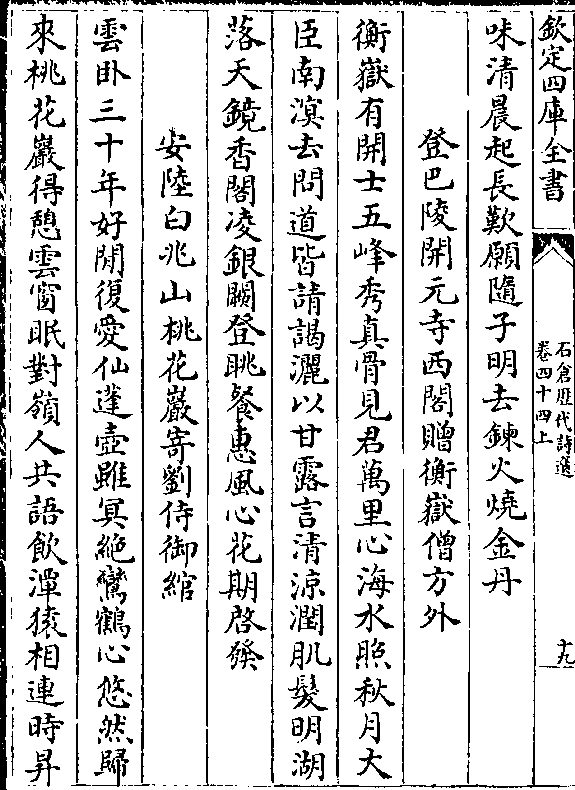 欽定四庫全書
石倉歴代詩選
卷四十四上
十九
味清晨起長歎願隨子明去鍊火燒金丹
登巴陵開元寺西閣贈衡嶽僧方外
衡嶽有開士五峰秀真骨見君萬里心海水照秋月大
臣南溟去問道皆請謁灑以甘露言清涼潤肌髮明湖
落天鏡香閣凌銀闕登眺餐惠風心花期啓發
安陸白兆山桃花巖寄劉侍御綰
雲臥三十年好閒復愛仙蓬壺雖冥絶鸞鶴心悠然歸
來桃花巖得憩雲窗眠對嶺人共語飲潭猿相連時昇